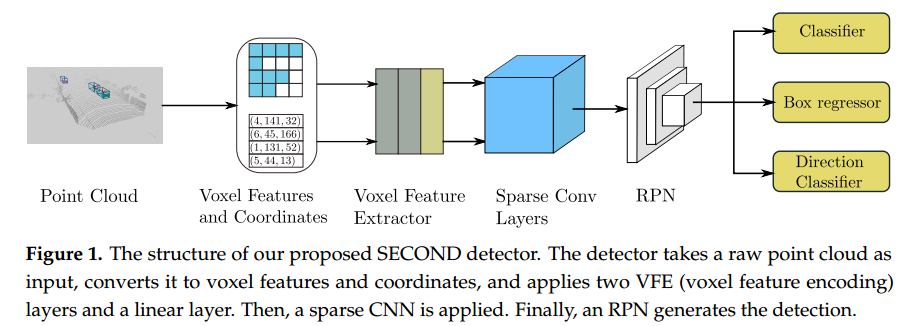 Classifier
Box regressor
Direction
Classifier
(4, 141, 32)
(6, 45, 166)
(1, 131, 52)
(5, 44, 13)
Point Cloud
Voxel Features
and Coordinates
Voxel Feature
Extractor
Sparse Conv
Layers
RPN
Figure 1. The structure of our proposed SECOND detector. The detector takes a raw point cloud as
input, converts it to voxel features and coordinates, and applies two VFE (voxel feature encoding)
layers and a linear layer. Then, a sparse CNN is applied. Finally, an RPN generates the detection.